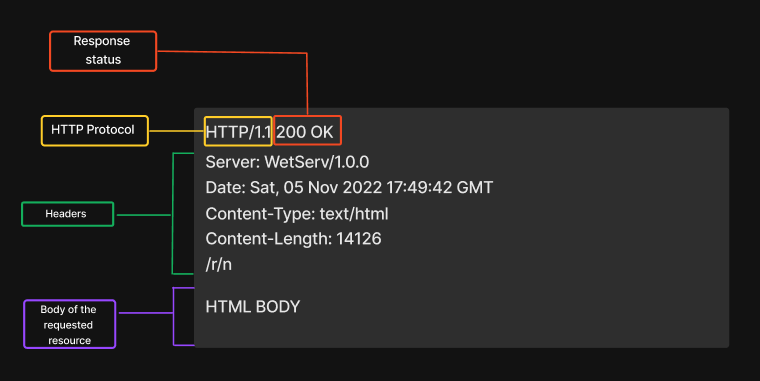 Response
status
HTTP Protocol
HTTP/1.1 200 OK
Server: WetServ/1.0.0
Date: Sat, 05 Nov 2022 17:49:42 GMT
Content-Type: text/html
Content-Length: 14126
/r/n
Headers
HTML BODY
Body of the
requested
resource